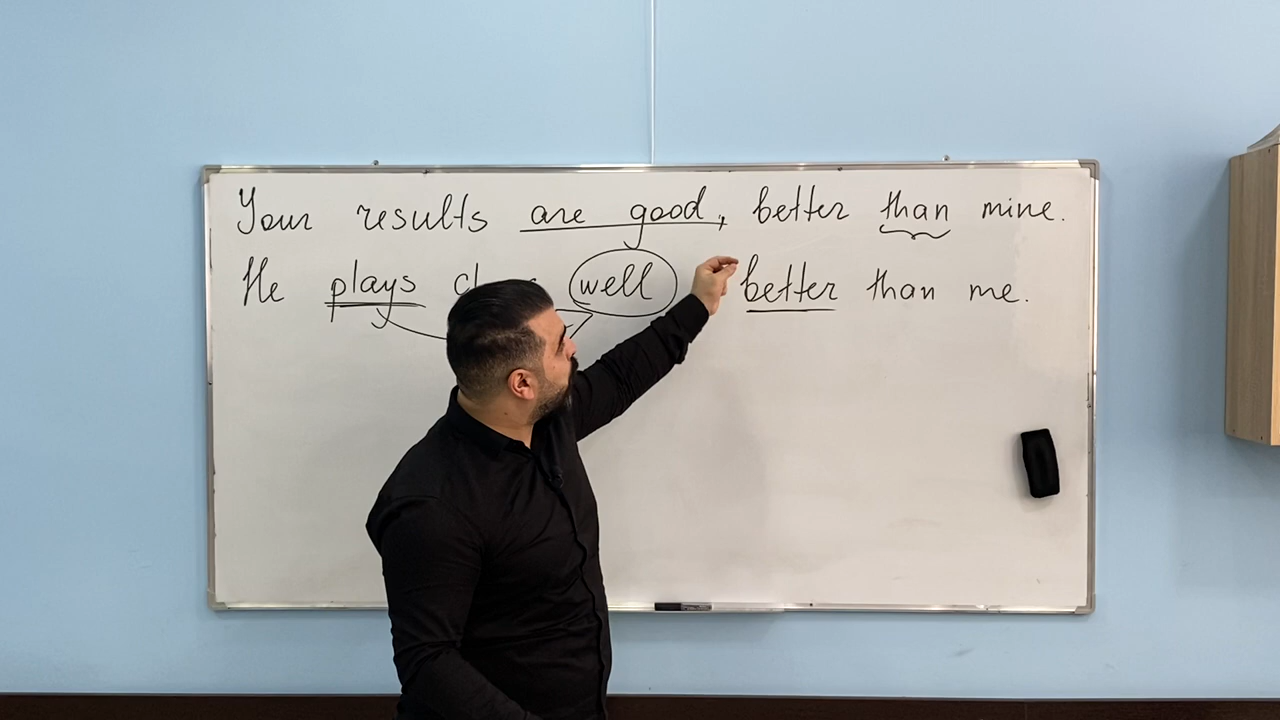 Your results are good, better than mine.
He plays well better than me.